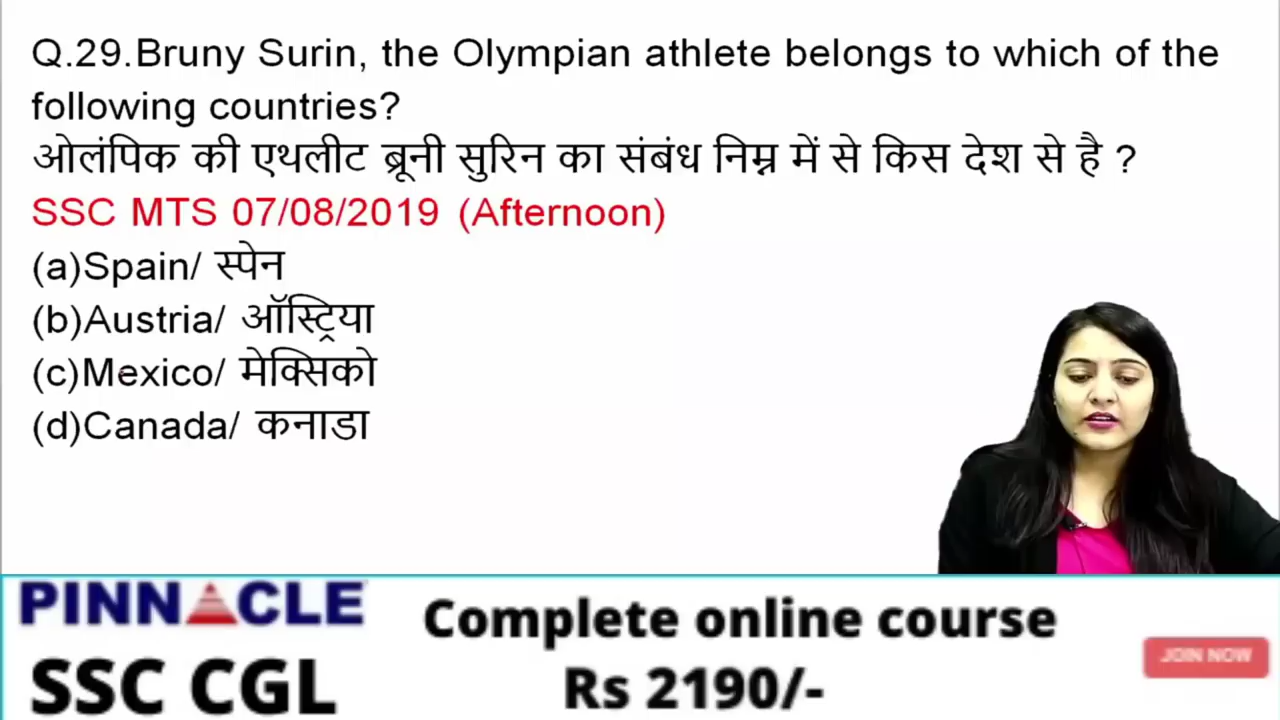 Q.29.Bruny Surin, the Olympian athlete belongs to which of the
following countries?
ओलंपिक की एथलीट ब्रूनी सुरिन का संबंध निम्न में से किस देश से है ?
SSC MTS 07/08/2019 (Afternoon)
(a)Spain/ स्पेन
(b)Austria/ ऑस्ट्रिया
(c)Mexico/ मेक्सिको
(d)Canada/ कनाडा
PINNACLE
SSC CGL
Complete online course
Rs 2190/-
JOIN NOW